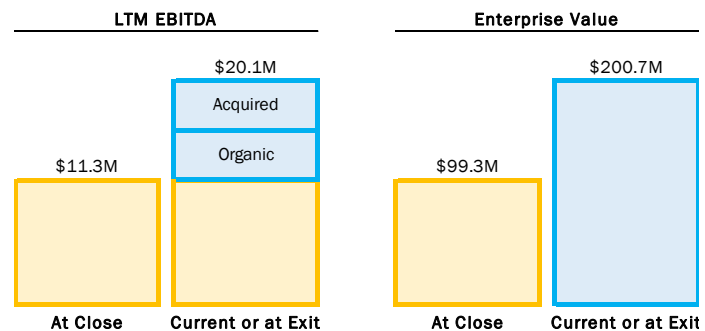 LTM EBITDA
$20.1M
Acquired
Organic
$11.3M
At Close
Current or at Exit
Enterprise Value
$200.7M
$99.3M
At Close
Current or at Exit